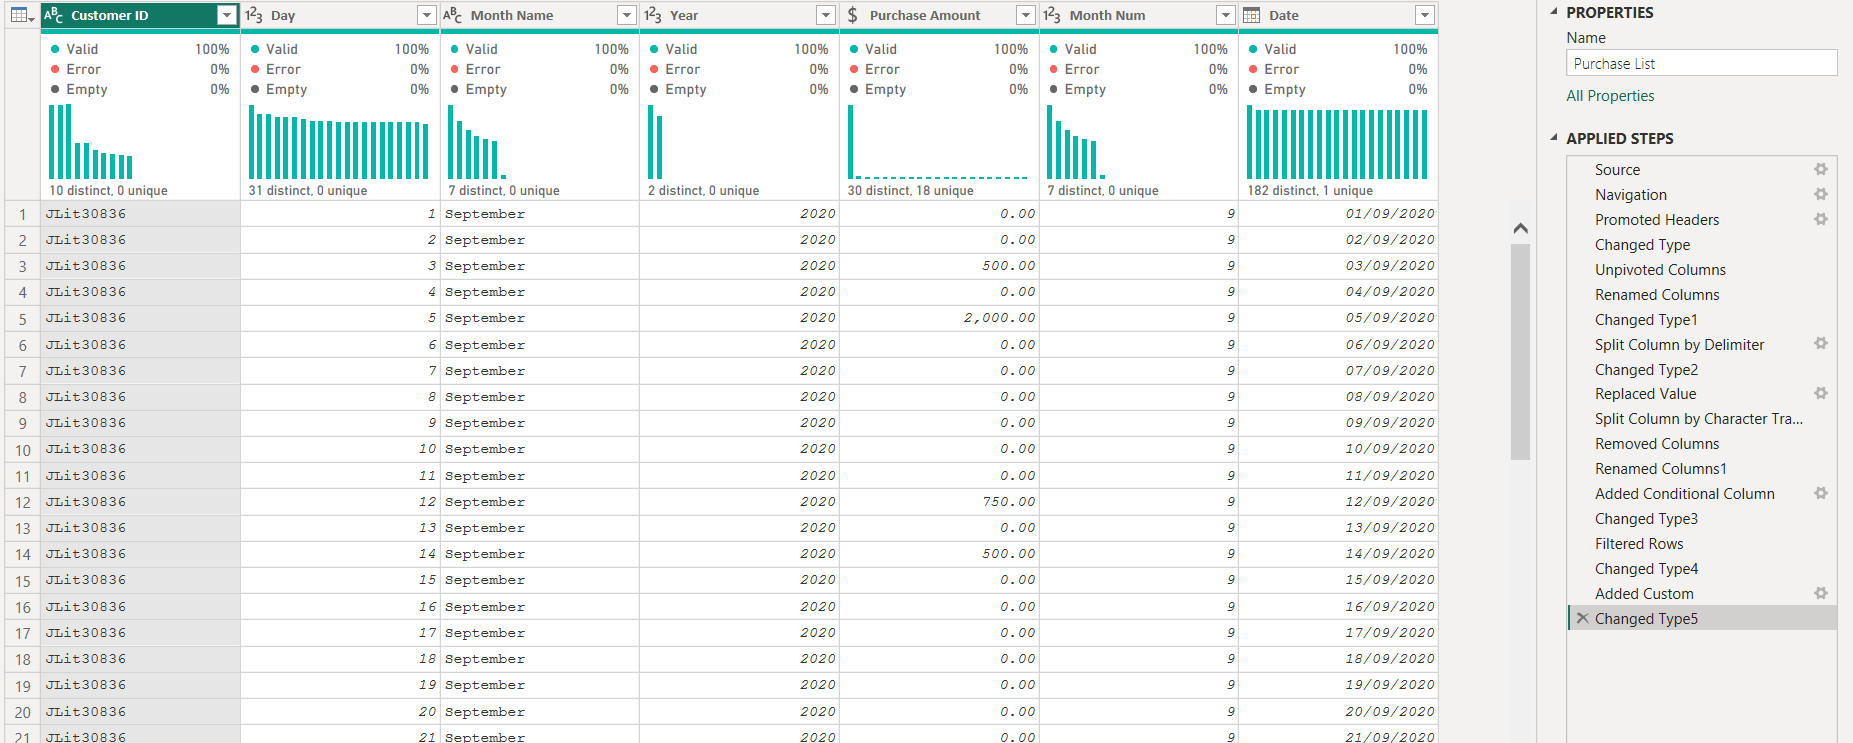 ABC Customer ID 123 Day ABC Month Name 123 Year $ Purchase Amount 123 Month Num Date
Valid 100% Valid 100% Valid 100% Valid 100% Valid 100% Valid 100% Valid 100%
Error 0% Error 0% Error 0% Error 0% Error 0% Error 0% Error 0%
Empty 0% Empty 0% Empty 0% Empty 0% Empty 0% Empty 0% Empty 0%
10 distinct, 0 unique 31 distinct, 0 unique 7 distinct, 0 unique 2 distinct, 0 unique 30 distinct, 18 unique 7 distinct, 0 unique 182 distinct, 1 unique
1 JLit30836 1 September 2020 0.00 9 01/09/2020
2 JLit30836 2 September 2020 0.00 9 02/09/2020
3 JLit30836 3 September 2020 500.00 9 03/09/2020
4 JLit30836 4 September 2020 0.00 9 04/09/2020
5 JLit30836 5 September 2020 2,000.00 9 05/09/2020
6 JLit30836 6 September 2020 0.00 9 06/09/2020
7 JLit30836 7 September 2020 0.00 9 07/09/2020
8 JLit30836 8 September 2020 0.00 9 08/09/2020
9 JLit30836 9 September 2020 0.00 9 09/09/2020
10 JLit30836 10 September 2020 0.00 9 10/09/2020
11 JLit30836 11 September 2020 0.00 9 11/09/2020
12 JLit30836 12 September 2020 750.00 9 12/09/2020
13 JLit30836 13 September 2020 0.00 9 13/09/2020
14 JLit30836 14 September 2020 500.00 9 14/09/2020
15 JLit30836 15 September 2020 0.00 9 15/09/2020
16 JLit30836 16 September 2020 0.00 9 16/09/2020
17 JLit30836 17 September 2020 0.00 9 17/09/2020
18 JLit30836 18 September 2020 0.00 9 18/09/2020
19 JLit30836 19 September 2020 0.00 9 19/09/2020
20 JLit30836 20 September 2020 0.00 9 20/09/2020
21 JLit30836 21 September 2020 0.00 9 21/09/2020
PROPERTIES
Name
Purchase List
All Properties
APPLIED STEPS
Source
Navigation
Promoted Headers
Changed Type
Unpivoted Columns
Renamed Columns
Changed Type1
Split Column by Delimiter
Changed Type2
Replaced Value
Split Column by Character Tra...
Removed Columns
Renamed Columns1
Added Conditional Column
Changed Type3
Filtered Rows
Changed Type4
Added Custom
Changed Type5